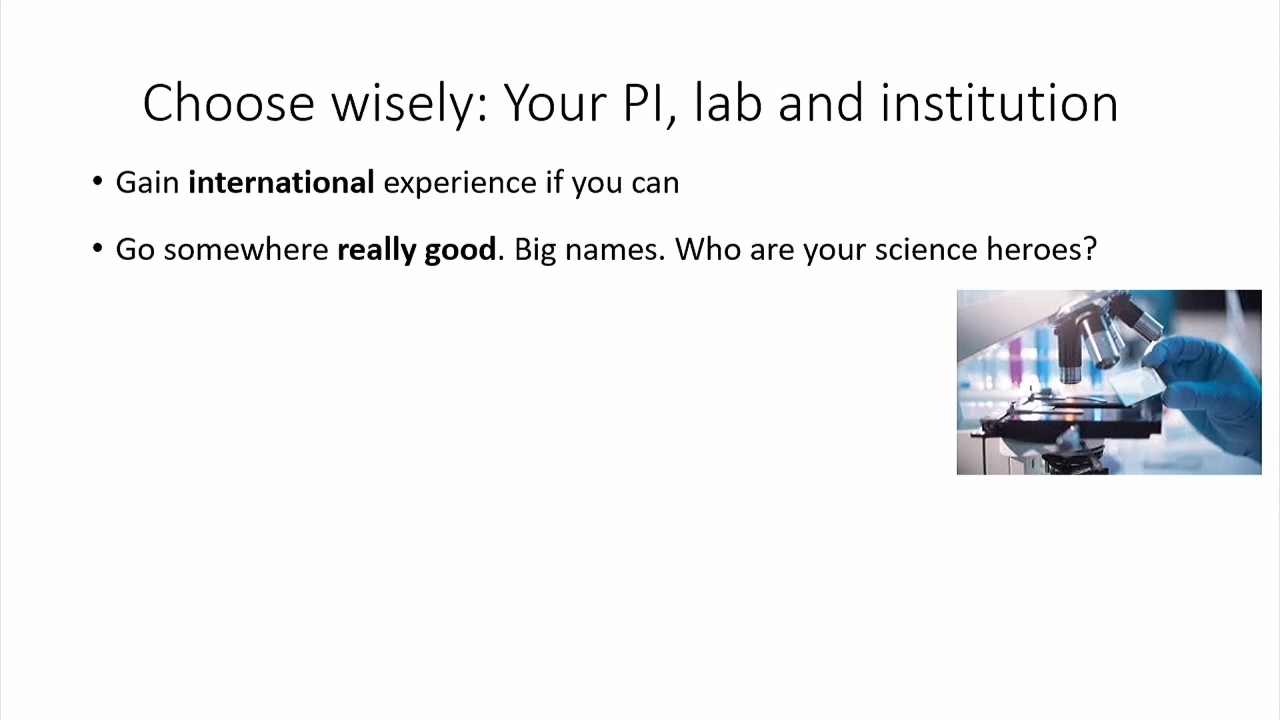 Choose wisely: Your PI, lab and institution
• Gain international experience if you can
• Go somewhere really good. Big names. Who are your science heroes?